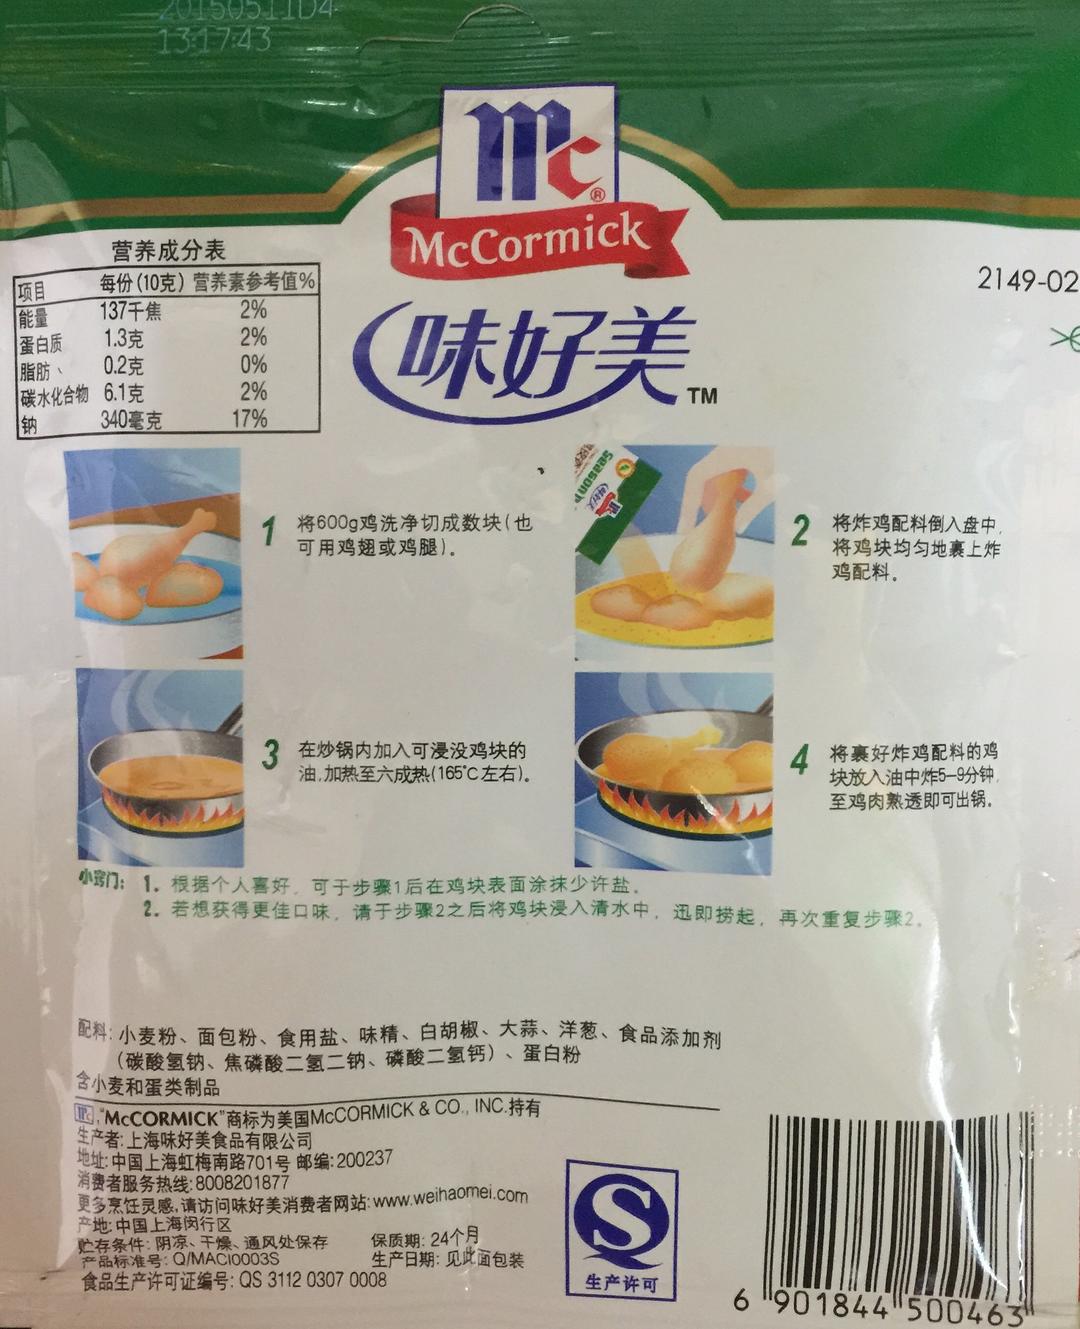 20150511D4
13:17:43
mc®
McCormick
味好美™
营养成分表
项目 每份(10克) 营养素参考值%
能量 137千焦 2%
蛋白质 1.3克 2%
脂肪、 0.2克 0%
碳水化合物 6.1克 2%
钠 340毫克 17%
2149-02
1 将600g鸡洗净切成数块(也
可用鸡翅或鸡腿)。
2 将炸鸡配料倒入盘中,
将鸡块均匀地裹上炸
鸡配料。
3 在炒锅内加入可浸没鸡块的
油,加热至六成热(165℃左右)。
4 将裹好炸鸡配料的鸡
块放入油中炸5-9分钟,
至鸡肉熟透即可出锅。
小窍门: 1. 根据个人喜好, 可于步骤1后在鸡块表面涂抹少许盐。
2. 若想获得更佳口味, 请于步骤2之后将鸡块浸入清水中, 迅即捞起, 再次重复步骤2。
配料: 小麦粉、面包粉、食用盐、味精、白胡椒、大蒜、洋葱、食品添加剂
(碳酸氢钠、焦磷酸二氢二钠、磷酸二氢钙)、蛋白粉
含小麦和蛋类制品
mc,"McCORMICK"商标为美国McCORMICK & CO., INC.持有
生产者:上海味好美食品有限公司
地址:中国上海虹梅南路701号 邮编:200237
消费者服务热线:8008201877
更多烹饪灵感,请访问味好美消费者网站:www.weihaomei.com
产地:中国上海闵行区
贮存条件: 阴凉、干燥、通风处保存 保质期: 24个月
产品标准号: Q/MACI0003S 生产日期: 见此面包装
食品生产许可证编号: QS 3112 0307 0008
生产许可
6 901844 500463